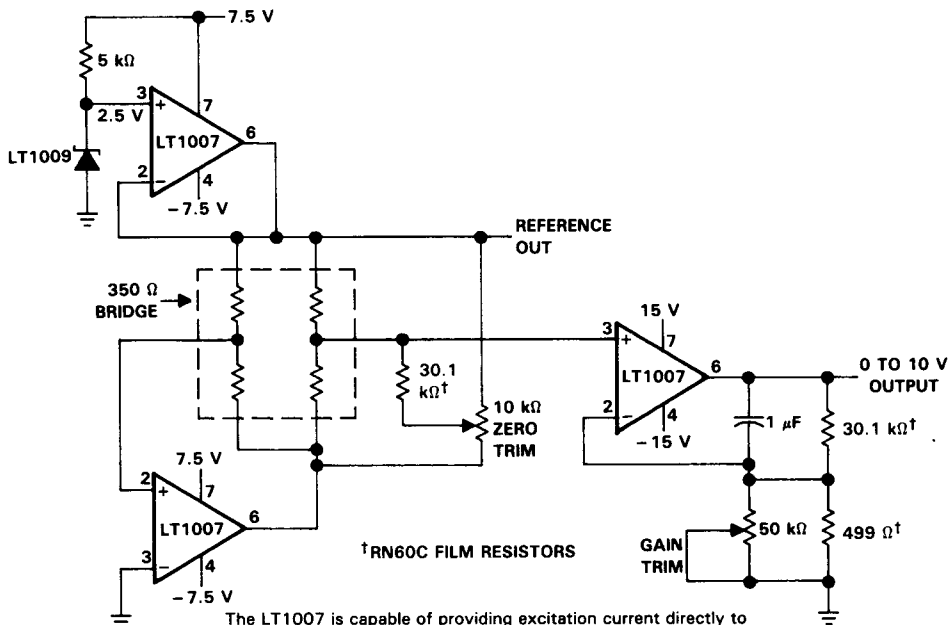 7.5 V
5 kΩ
3
+
7
2.5 V
LT1007
6
LT1009
2
−
4
−7.5 V
REFERENCE
OUT
350 Ω
BRIDGE
15 V
3
+
7
0 TO 10 V
OUTPUT
LT1007
6
30.1
kΩ†
2
−
4
10 kΩ
ZERO
TRIM
−15 V
1 μF
30.1 kΩ†
7.5 V
2
+
7
LT1007
6
†RN60C FILM RESISTORS
GAIN
TRIM
50 kΩ
499 Ω†
3
−
4
−7.5 V
The LT1007 is capable of providing excitation current directly to